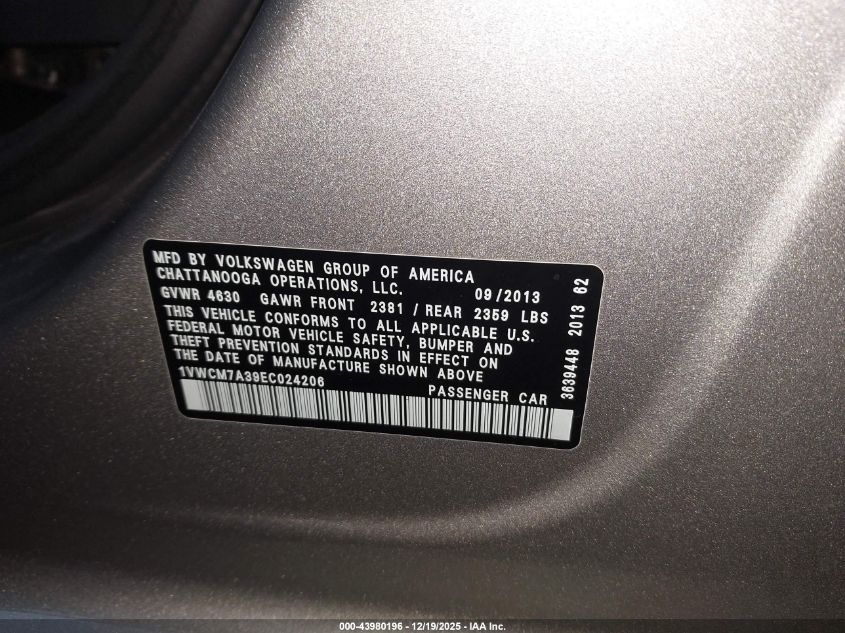 MFD BY VOLKSWAGEN GROUP OF AMERICA
CHATTANOOGA OPERATIONS, LLC. 09/2013
GVWR 4630 GAWR FRONT 2381 / REAR 2359 LBS
THIS VEHICLE CONFORMS TO ALL APPLICABLE U.S.
FEDERAL MOTOR VEHICLE SAFETY, BUMPER AND
THEFT PREVENTION STANDARDS IN EFFECT ON
THE DATE OF MANUFACTURE SHOWN ABOVE
1VWCM7A39EC024206 PASSENGER CAR
3639448 2013 62
000-43980196 - 12/19/2025 - IAA Inc.